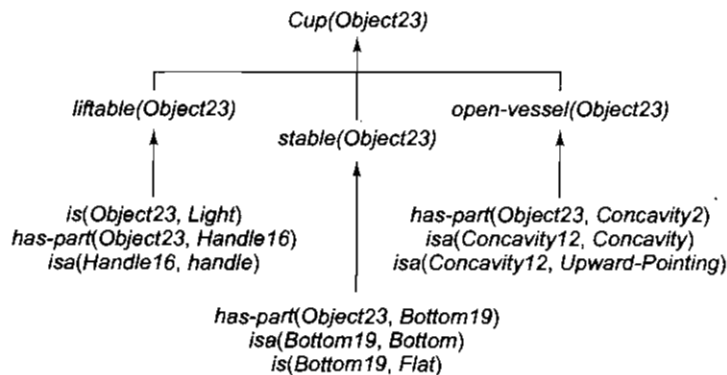 Cup(Object23)
liftable(Object23)
open-vessel(Object23)
stable(Object23)
is(Object23, Light)
has-part(Object23, Handle16)
isa(Handle16, handle)
has-part(Object23, Concavity2)
isa(Concavity12, Concavity)
isa(Concavity12, Upward-Pointing)
has-part(Object23, Bottom19)
isa(Bottom19, Bottom)
is(Bottom19, Flat)